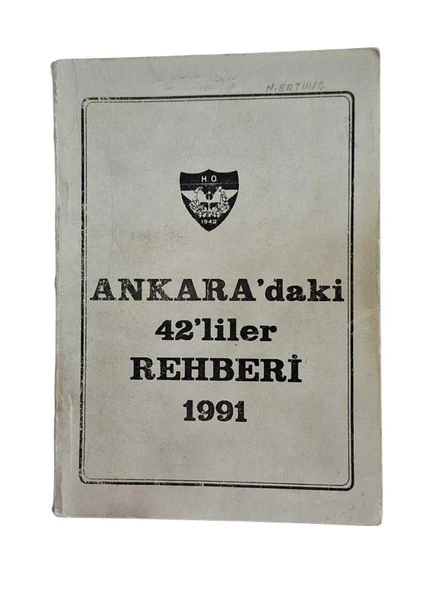 N. ERTUNÇ
H O
1942
ANKARA'daki
42'liler
REHBERİ
1991